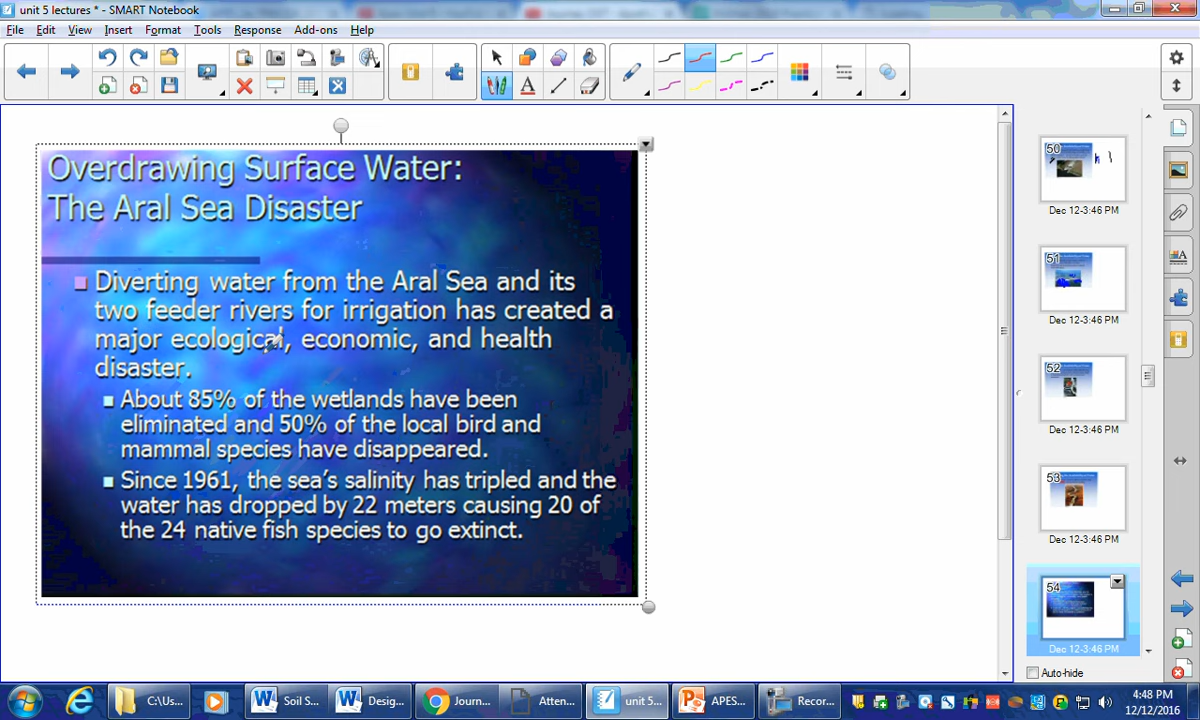 unit 5 lectures * - SMART Notebook
File Edit View Insert Format Tools Response Add-ons Help
Overdrawing Surface Water:
The Aral Sea Disaster
Diverting water from the Aral Sea and its
two feeder rivers for irrigation has created a
major ecological, economic, and health
disaster.
About 85% of the wetlands have been
eliminated and 50% of the local bird and
mammal species have disappeared.
Since 1961, the sea's salinity has tripled and the
water has dropped by 22 meters causing 20 of
the 24 native fish species to go extinct.
50
Dec 12-3:46 PM
51
Dec 12-3:46 PM
52
Dec 12-3:46 PM
53
Dec 12-3:46 PM
54
Dec 12-3:46 PM
Auto-hide
C:\Us... Soil S... Desig... Journ... Atten... unit 5... APES... Recor...
4:48 PM
12/12/2016